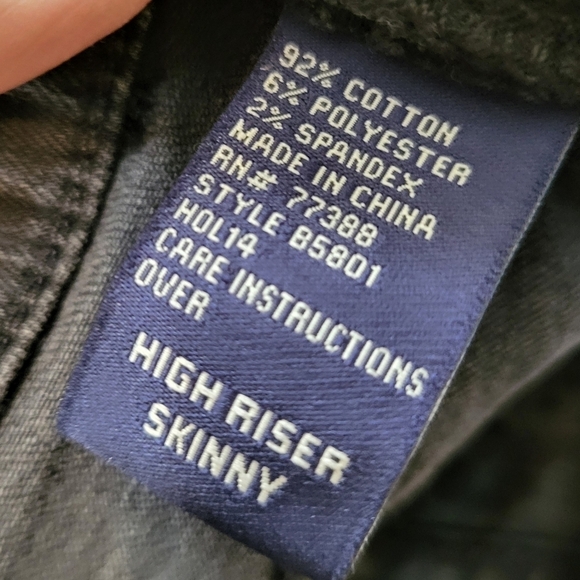 92% COTTON
6% POLYESTER
2% SPANDEX
MADE IN CHINA
RN# 77388
STYLE B5801
HOL14
CARE INSTRUCTIONS
OVER
HIGH RISER
SKINNY